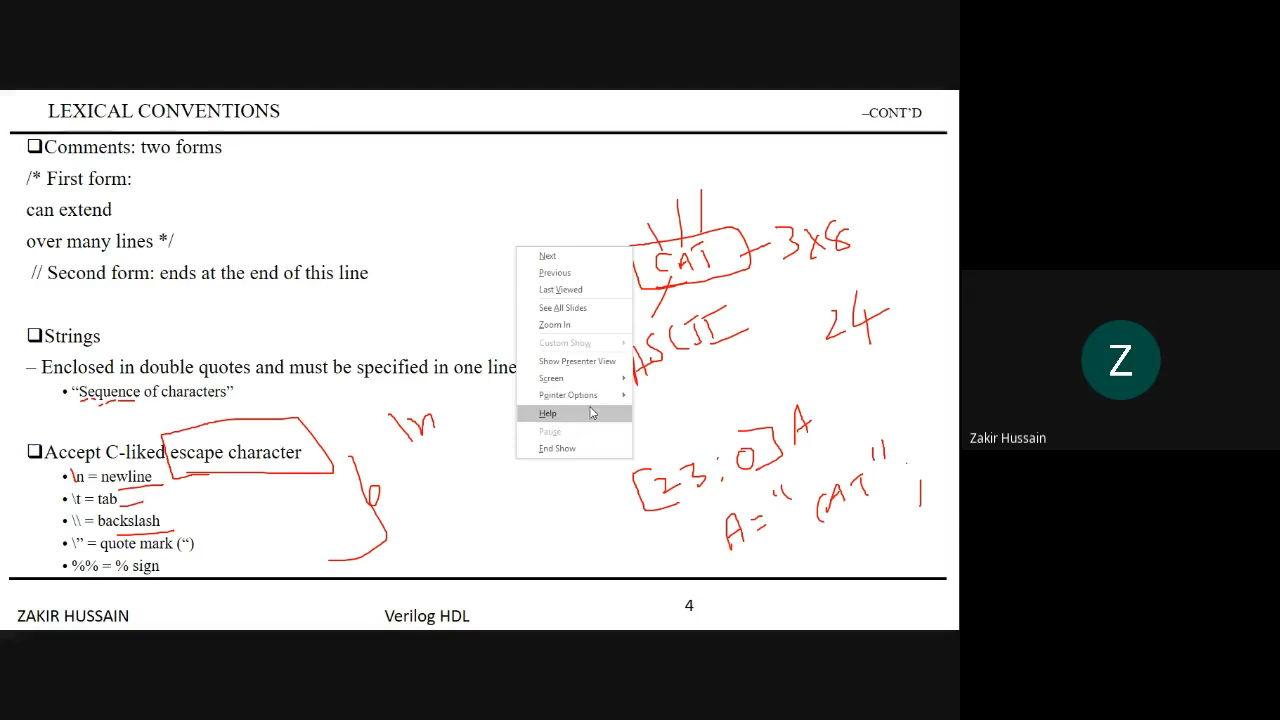 LEXICAL CONVENTIONS
–CONT'D
❑Comments: two forms
/* First form:
can extend
over many lines */
// Second form: ends at the end of this line
❑Strings
– Enclosed in double quotes and must be specified in one line
• “Sequence of characters”
❑Accept C-liked escape character
\n = newline
• \t = tab
• \\ = backslash
• \” = quote mark (“)
• %% = % sign
\n
Next
Previous
Last Viewed
See All Slides
Zoom In
Custom Show
Show Presenter View
Screen
Pointer Options
Help
Pause
End Show
CAT
3x8
24
ASCII
[23:0] A
A = "CAT"
ZAKIR HUSSAIN
Verilog HDL
4
Z
Zakir Hussain